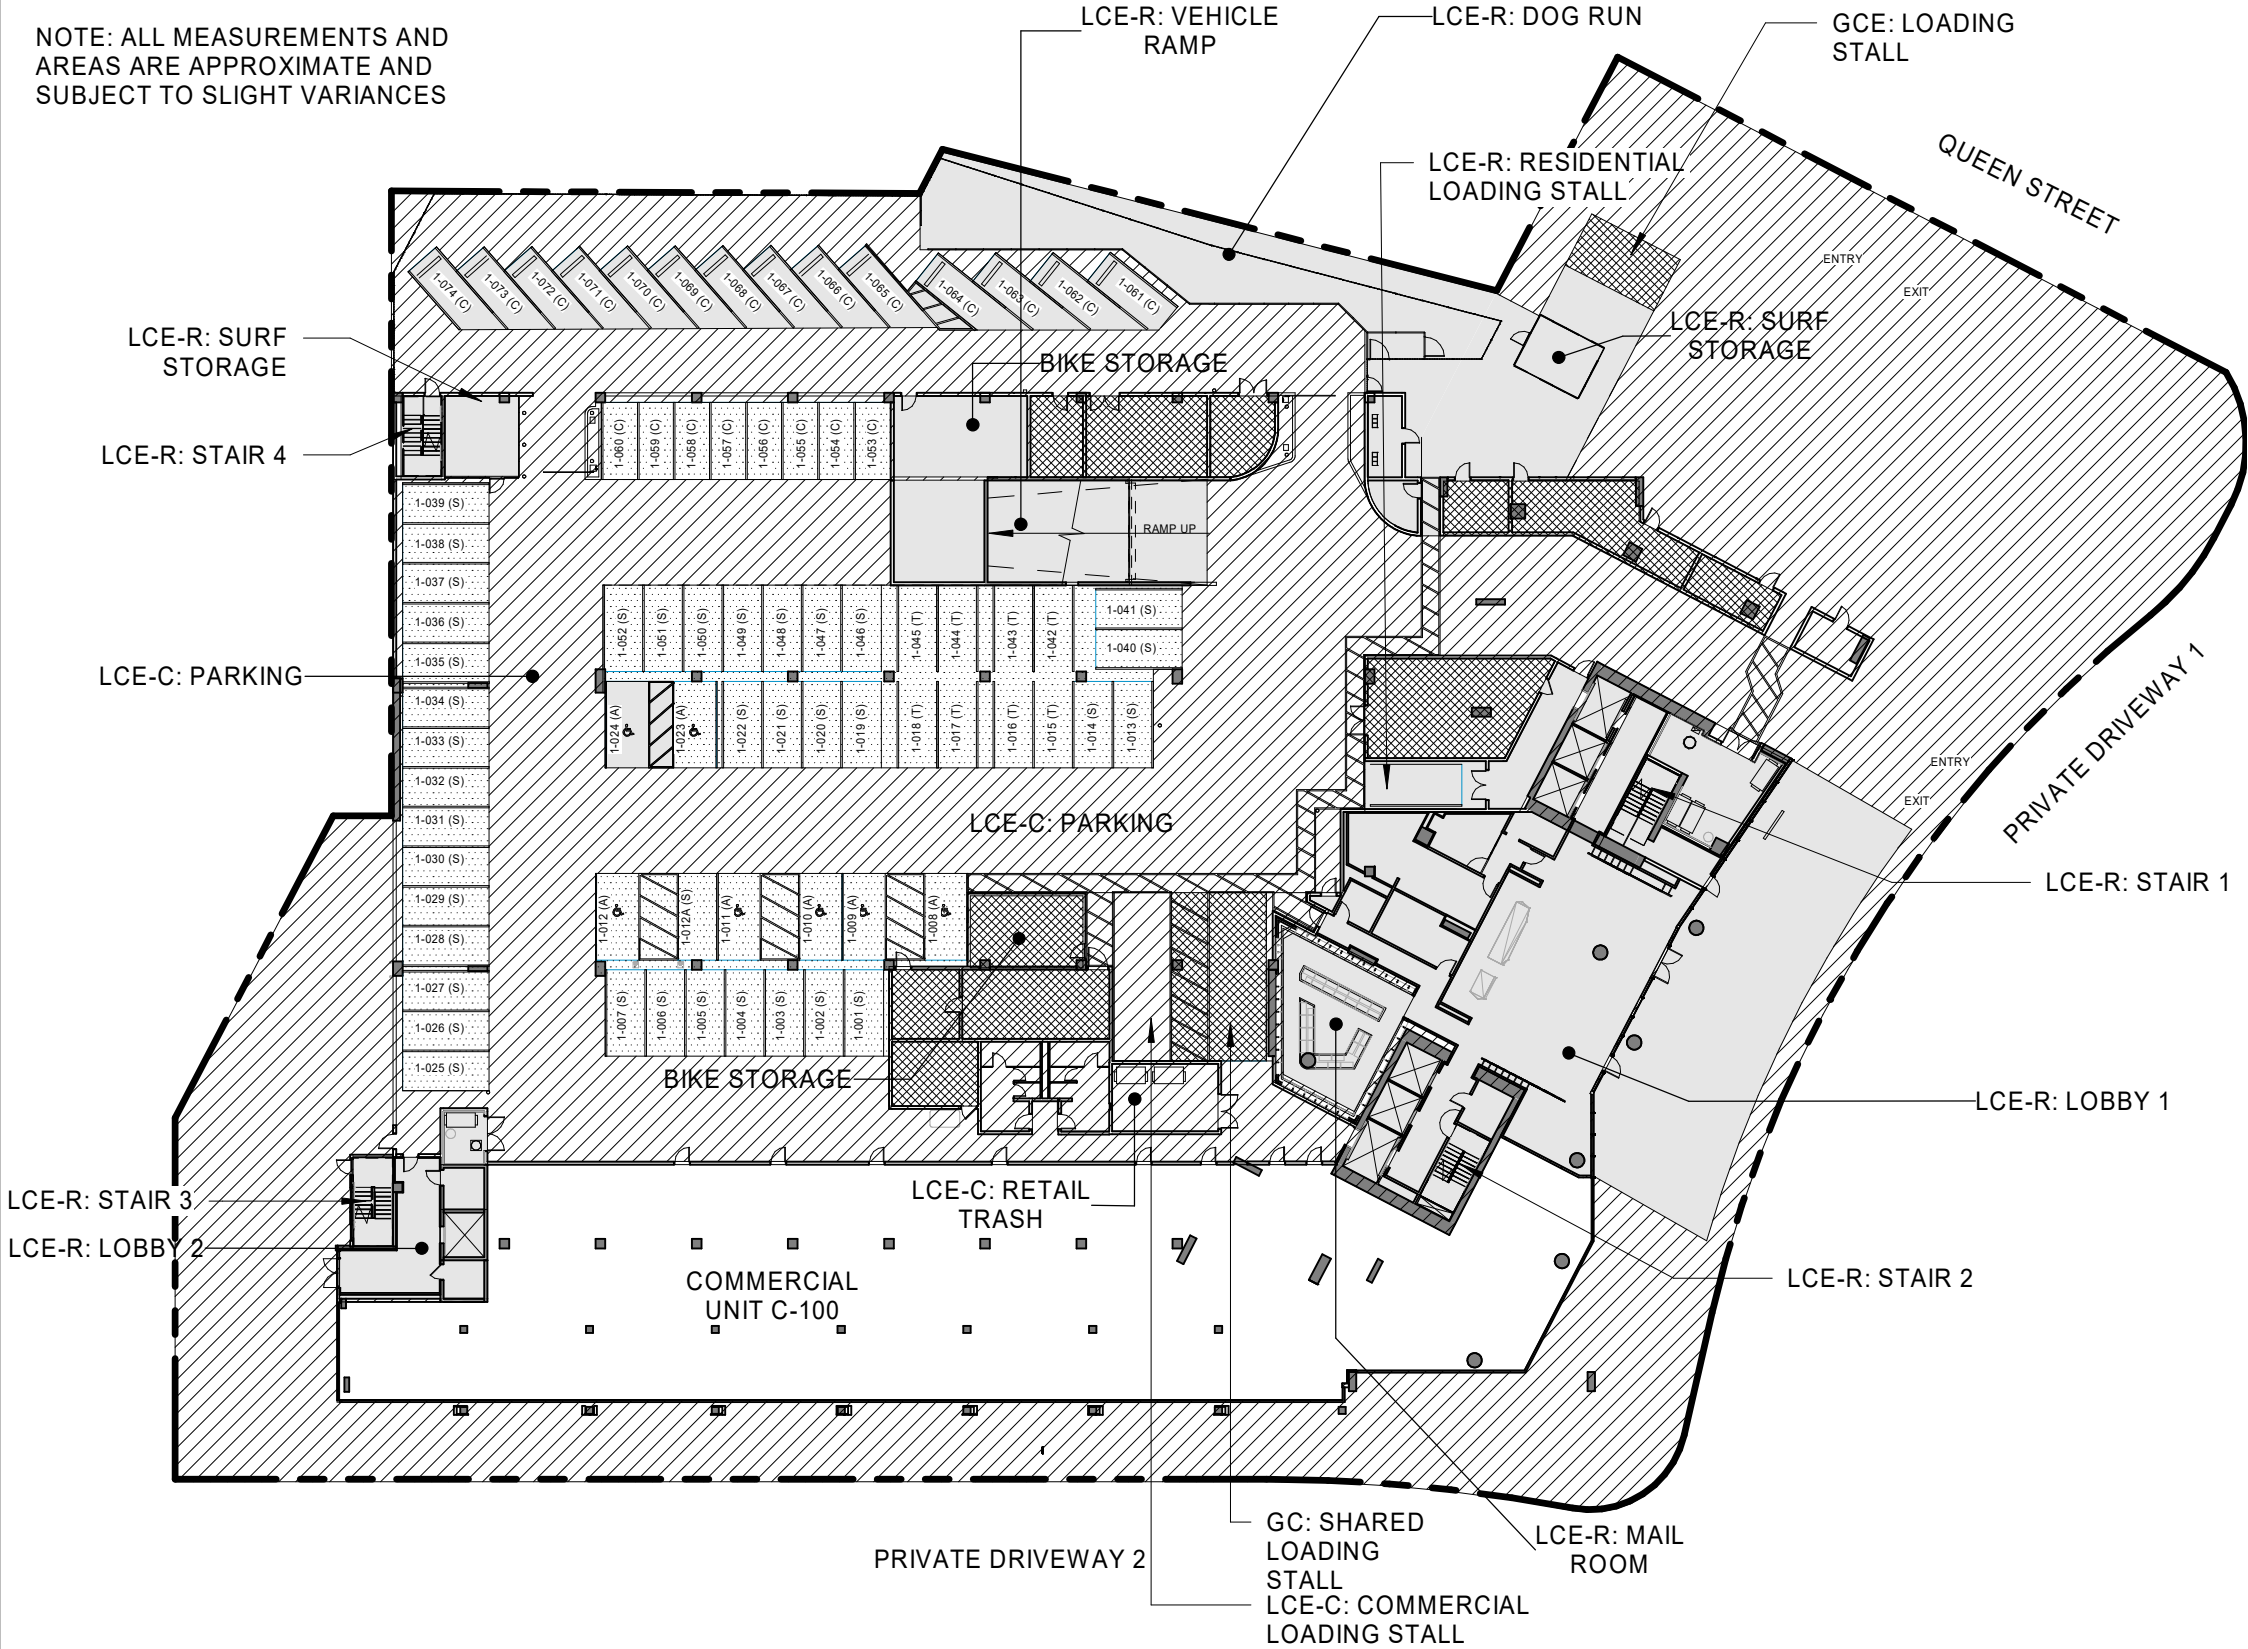 NOTE: ALL MEASUREMENTS AND
AREAS ARE APPROXIMATE AND
SUBJECT TO SLIGHT VARIANCES
LCE-R: VEHICLE
RAMP
LCE-R: DOG RUN
GCE: LOADING
STALL
QUEEN STREET
LCE-R: RESIDENTIAL
LOADING STALL
ENTRY
EXIT
1-074 (C)
1-073 (C)
1-072 (C)
1-071 (C)
1-070 (C)
1-069 (C)
1-068 (C)
1-067 (C)
1-066 (C)
1-065 (C)
1-064 (C)
1-063 (C)
1-062 (C)
1-061 (C)
LCE-R: SURF
STORAGE
LCE-R: SURF
STORAGE
BIKE STORAGE
LCE-R: STAIR 4
1-060 (C)
1-059 (C)
1-058 (C)
1-057 (C)
1-056 (C)
1-055 (C)
1-054 (C)
1-053 (C)
RAMP UP
1-039 (S)
1-038 (S)
1-037 (S)
1-036 (S)
1-035 (S)
1-034 (S)
1-033 (S)
1-032 (S)
1-031 (S)
1-030 (S)
1-029 (S)
1-028 (S)
1-027 (S)
1-026 (S)
1-025 (S)
1-052 (S)
1-051 (S)
1-050 (S)
1-049 (S)
1-048 (S)
1-047 (S)
1-046 (S)
1-045 (T)
1-044 (T)
1-043 (T)
1-042 (T)
1-041 (S)
1-040 (S)
LCE-C: PARKING
1-024 (A)
1-023 (A)
1-022 (S)
1-021 (S)
1-020 (S)
1-019 (S)
1-018 (T)
1-017 (T)
1-016 (T)
1-015 (T)
1-014 (S)
1-013 (S)
PRIVATE DRIVEWAY 1
ENTRY
EXIT
LCE-C: PARKING
LCE-R: STAIR 1
1-012 (A)
1-012A (S)
1-011 (A)
1-010 (A)
1-009 (A)
1-008 (A)
1-007 (S)
1-006 (S)
1-005 (S)
1-004 (S)
1-003 (S)
1-002 (S)
1-001 (S)
BIKE STORAGE
LCE-R: LOBBY 1
LCE-R: STAIR 3
LCE-C: RETAIL
TRASH
LCE-R: LOBBY 2
COMMERCIAL
UNIT C-100
LCE-R: STAIR 2
GC: SHARED
LOADING
STALL
LCE-R: MAIL
ROOM
PRIVATE DRIVEWAY 2
LCE-C: COMMERCIAL
LOADING STALL